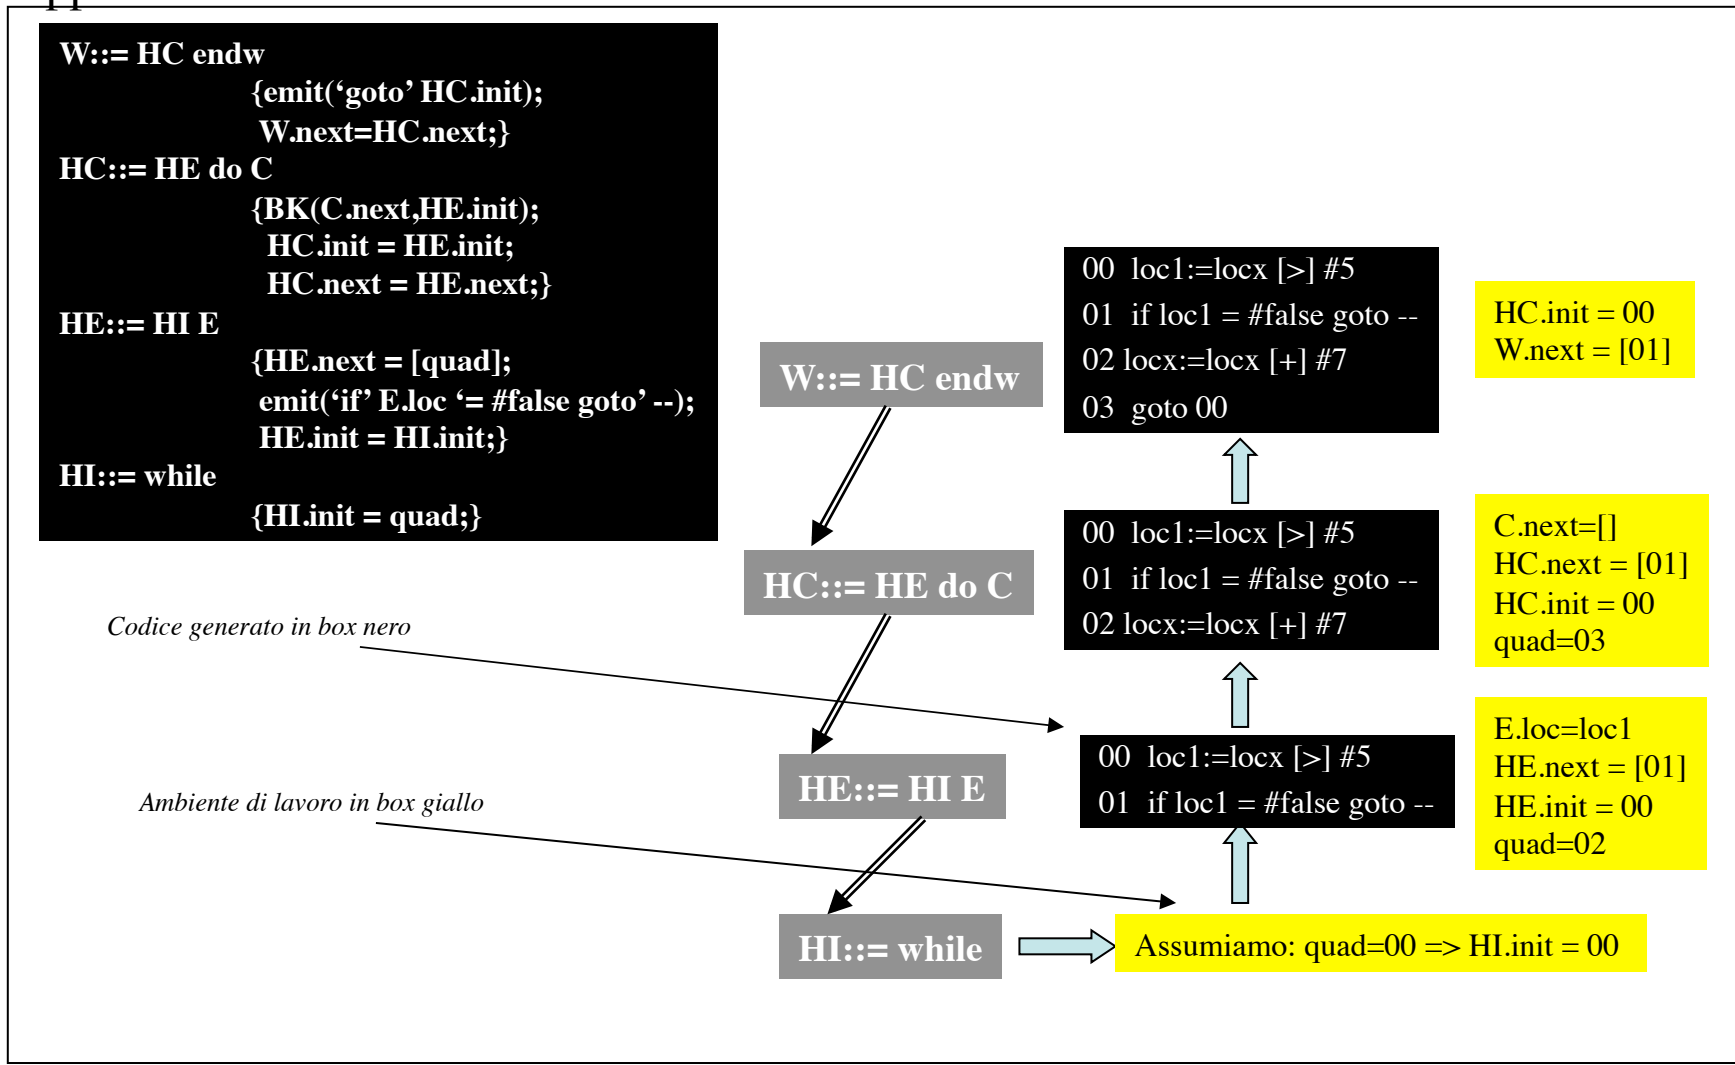 W::= HC endw
{emit(‘goto’ HC.init);
W.next=HC.next;}
HC::= HE do C
{BK(C.next,HE.init);
HC.init = HE.init;
HC.next = HE.next;}
HE::= HI E
{HE.next = [quad];
emit(‘if’ E.loc ‘= #false goto’ --);
HE.init = HI.init;}
HI::= while
{HI.init = quad;}
Codice generato in box nero
Ambiente di lavoro in box giallo
W::= HC endw
HC::= HE do C
HE::= HI E
HI::= while
00 loc1:=locx [>] #5
01 if loc1 = #false goto --
02 locx:=locx [+] #7
03 goto 00
HC.init = 00
W.next = [01]
00 loc1:=locx [>] #5
01 if loc1 = #false goto --
02 locx:=locx [+] #7
C.next=[]
HC.next = [01]
HC.init = 00
quad=03
00 loc1:=locx [>] #5
01 if loc1 = #false goto --
E.loc=loc1
HE.next = [01]
HE.init = 00
quad=02
Assumiamo: quad=00 => HI.init = 00